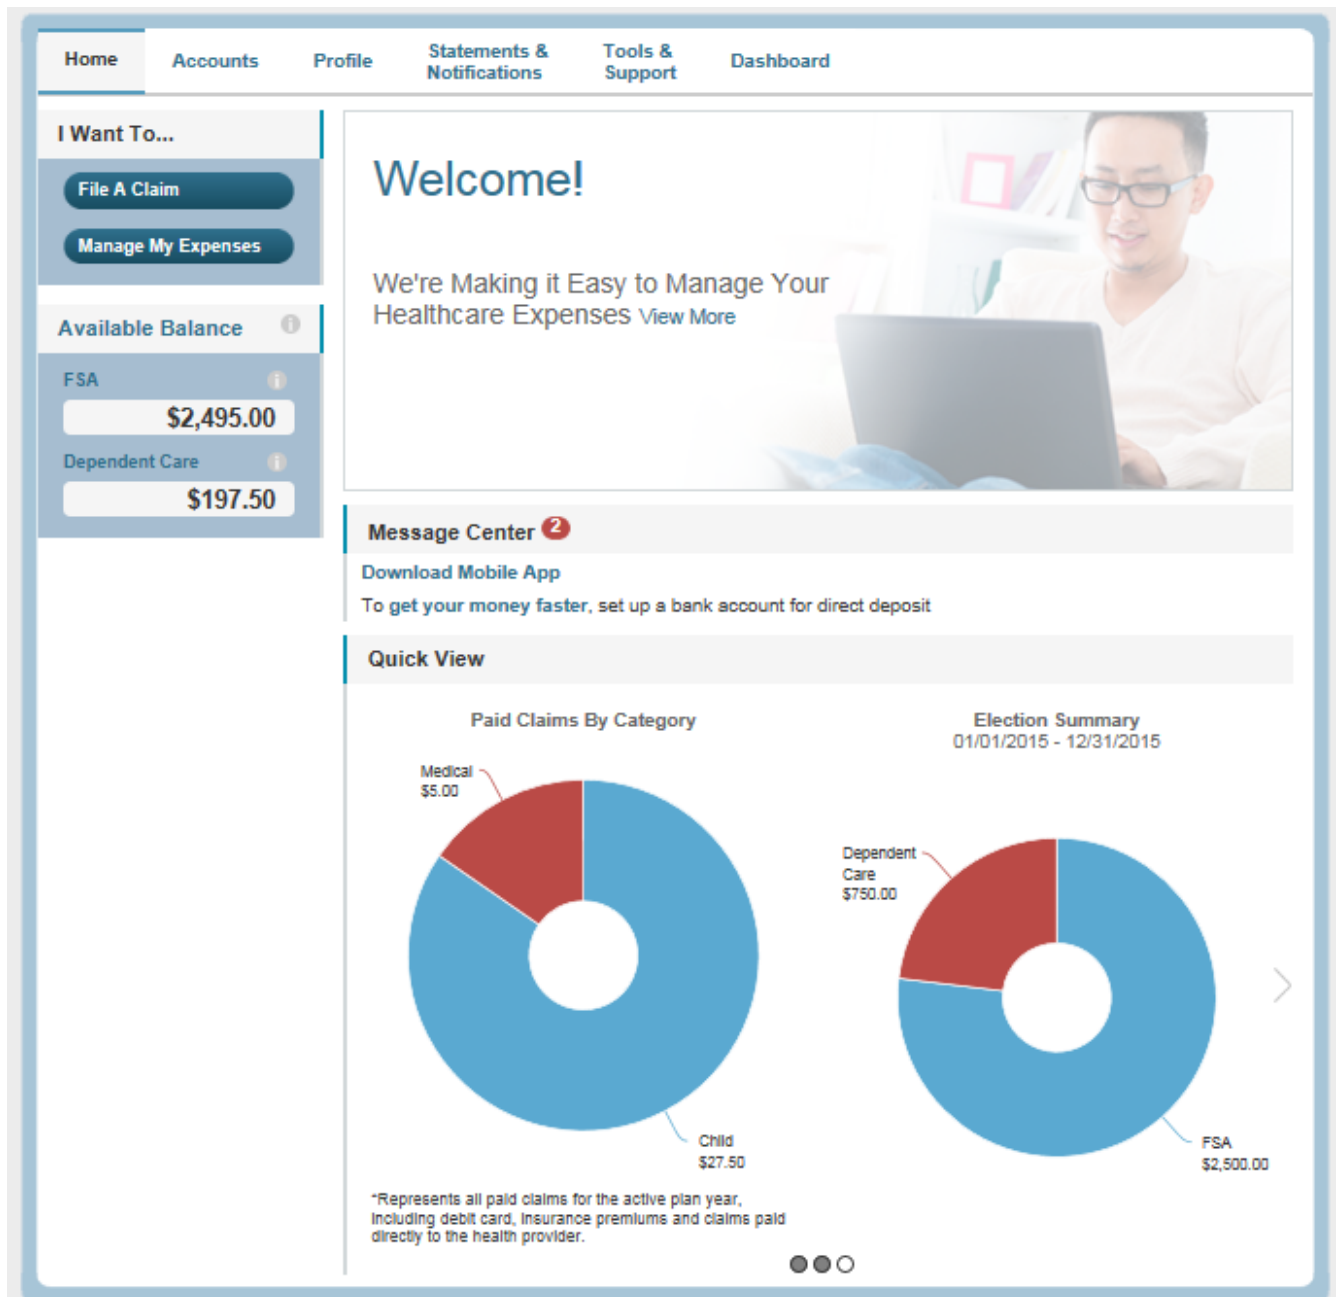 Home
Accounts
Profile
Statements &
Notifications
Tools &
Support
Dashboard
I Want To...
File A Claim
Manage My Expenses
Available Balance
FSA
$2,495.00
Dependent Care
$197.50
Welcome!
We're Making it Easy to Manage Your
Healthcare Expenses View More
Message Center 2
Download Mobile App
To get your money faster, set up a bank account for direct deposit
Quick View
Paid Claims By Category
Medical
$5.00
Child
$27.50
*Represents all paid claims for the active plan year,
including debit card, insurance premiums and claims paid
directly to the health provider.
Election Summary
01/01/2015 - 12/31/2015
Dependent
Care
$750.00
FSA
$2,500.00